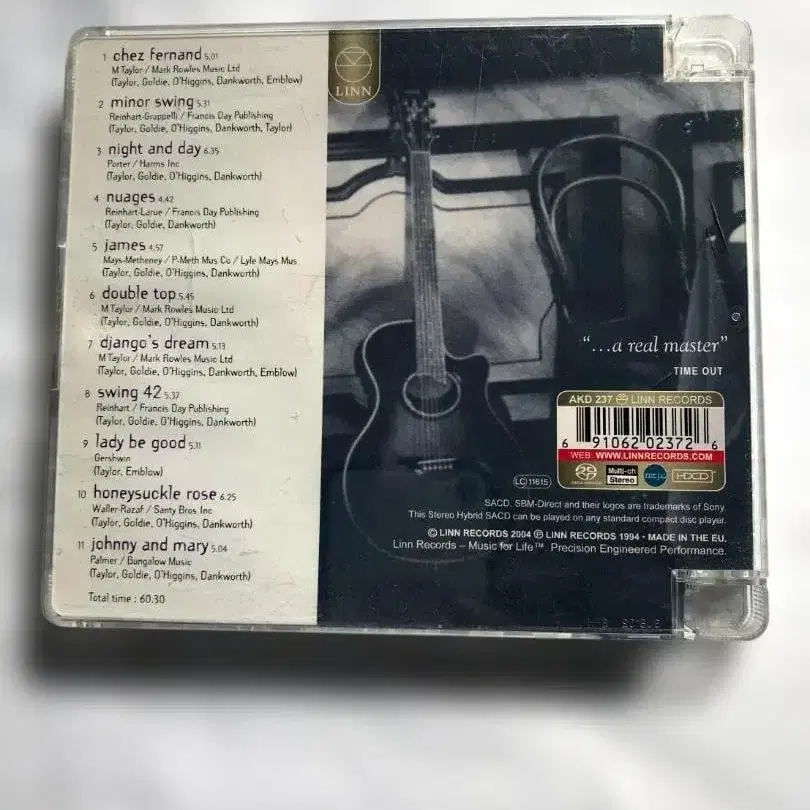 1 chez fernand 5.01
M Taylor / Mark Rowles Music Ltd
(Taylor, Goldie, O'Higgins, Dankworth, Emblow)
2 minor swing 5.31
Reinhart-Grappelli / Francis Day Publishing
(Taylor, Goldie, O'Higgins, Dankworth, Taylor)
3 night and day 6.35
Porter / Harms Inc
(Taylor, Goldie, O'Higgins, Dankworth)
4 nuages 4.42
Reinhart-Larue / Francis Day Publishing
(Taylor, Goldie, Dankworth)
5 james 4.57
Mays-Metheney / P-Meth Mus Co / Lyle Mays Mus
(Taylor, Goldie, O'Higgins, Dankworth)
6 double top 5.45
M Taylor / Mark Rowles Music Ltd
(Taylor, Goldie, O'Higgins, Dankworth)
7 django's dream 5.13
M Taylor / Mark Rowles Music Ltd
(Taylor, Goldie, O'Higgins, Dankworth, Emblow)
8 swing 42 5.37
Reinhart / Francis Day Publishing
(Taylor, Goldie, O'Higgins, Dankworth)
9 lady be good 5.11
Gershwin
(Taylor, Emblow)
10 honeysuckle rose 6.25
Waller-Razaf / Santy Bros Inc
(Taylor, Goldie, O'Higgins, Dankworth)
11 johnny and mary 5.04
Palmer / Bungalow Music
(Taylor, Goldie, O'Higgins, Dankworth)
Total time : 60.30
LINN
"...a real master"
TIME OUT
AKD 237 LINN RECORDS
6 91062 02372 6
WEB: WWW.LINNRECORDS.COM
LC 11615
Multi-ch
Stereo
HDCD
SACD, SBM-Direct and their logos are trademarks of Sony.
This Stereo Hybrid SACD can be played on any standard compact disc player.
© LINN RECORDS 2004 ℗ LINN RECORDS 1994 • MADE IN THE EU.
Linn Records – Music for Life™. Precision Engineered Performance.